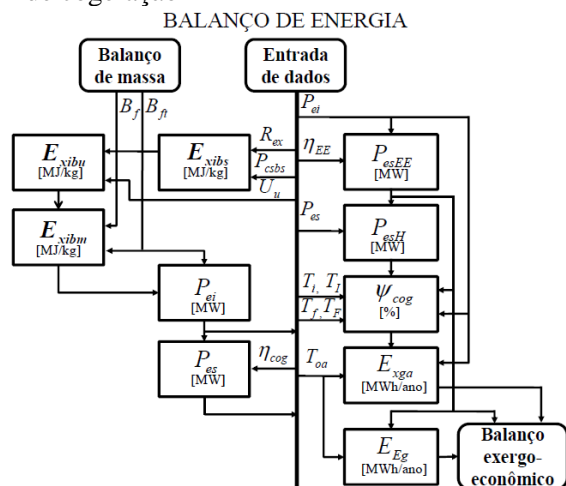 BALANÇO DE ENERGIA
Balanço
de massa
Entrada
de dados
B_f
B_ft
P_ei
R_ex
η_EE
P_csbs
U_u
E_xibu
[MJ/kg]
E_xibs
[MJ/kg]
P_esEE
[MW]
E_xibm
[MJ/kg]
P_es
P_esH
[MW]
P_ei
[MW]
T_i, T_I
T_f, T_F
ψ_cog
[%]
P_es
[MW]
η_cog
T_oa
E_xga
[MWh/ano]
E_Eg
[MWh/ano]
Balanço
exergo-
econômico